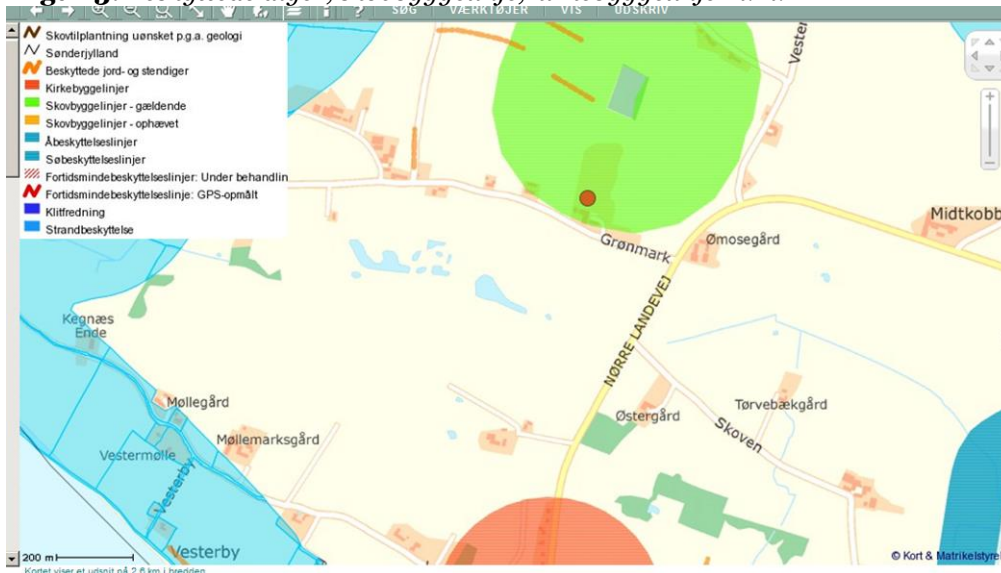 SØG VÆRKTØJER VIS UDSKRIV
Skovtilplantning uønsket p.g.a. geologi
Sønderjylland
Beskyttede jord- og stendiger
Kirkebyggelinjer
Skovbyggelinjer - gældende
Skovbyggelinjer - ophævet
Åbeskyttelseslinjer
Søbeskyttelseslinjer
Fortidsmindebeskyttelseslinjer: Under behandlin
Fortidsmindebeskyttelseslinje: GPS-opmålt
Klitfredning
Strandbeskyttelse
Vester
Midtkobb
Grønmark
Ømosegård
Kegnæs
Ende
NØRRE LANDEVEJ
Møllegård
Østergård
Tørvebækgård
Skoven
Møllemarksgård
Vestermølle
Vesterby
Vesterby
200 m
© Kort & Matrikelstyrel
Kortet viser et udsnit på 2.6 km i bredden